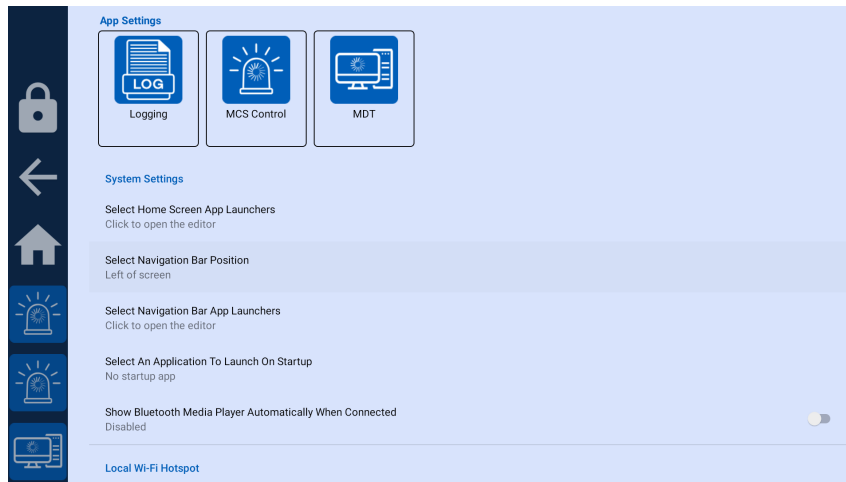 App Settings
LOG
Logging
MCS Control
MDT
System Settings
Select Home Screen App Launchers
Click to open the editor
Select Navigation Bar Position
Left of screen
Select Navigation Bar App Launchers
Click to open the editor
Select An Application To Launch On Startup
No startup app
Show Bluetooth Media Player Automatically When Connected
Disabled
Local Wi-Fi Hotspot